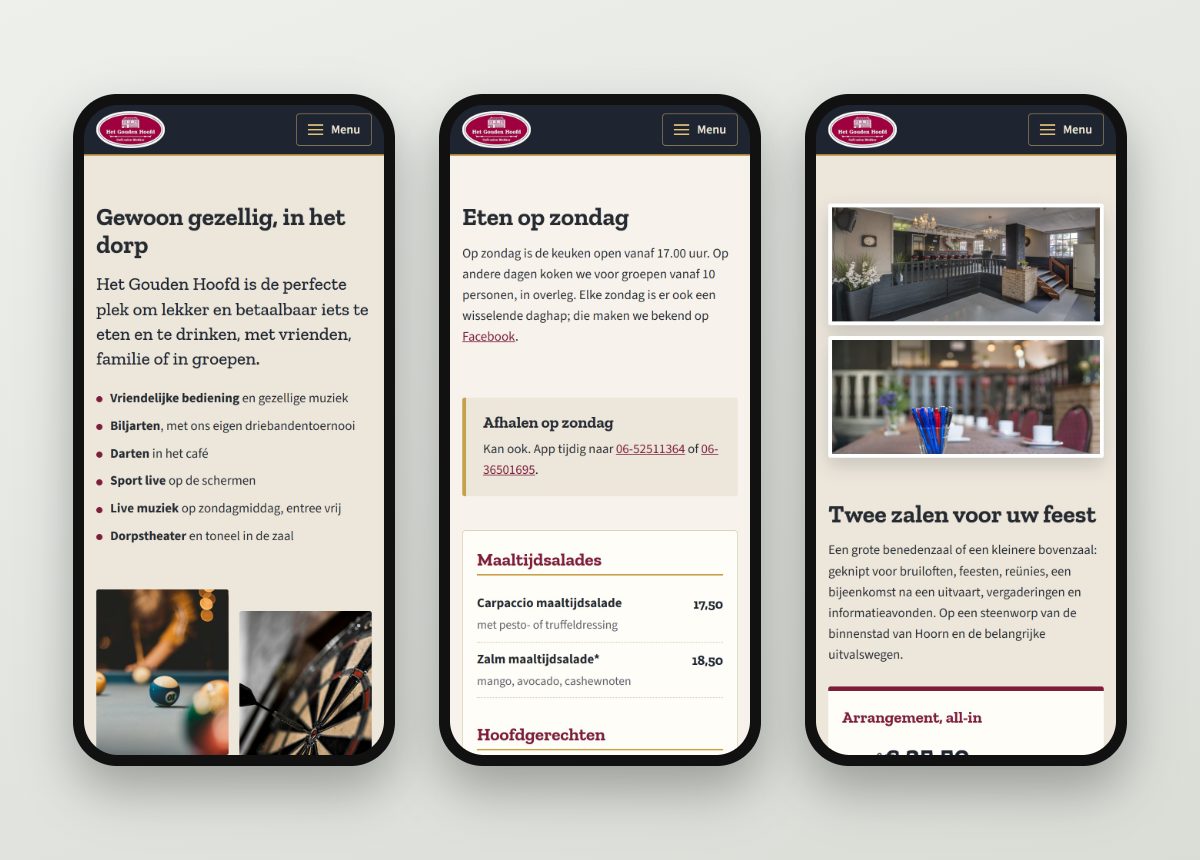 Het Gouden Hoofd
Menu
Gewoon gezellig, in het
dorp
Het Gouden Hoofd is de perfecte
plek om lekker en betaalbaar iets te
eten en te drinken, met vrienden,
familie of in groepen.
Vriendelijke bediening en gezellige muziek
Biljarten, met ons eigen driebandentoernooi
Darten in het café
Sport live op de schermen
Live muziek op zondagmiddag, entree vrij
Dorpstheater en toneel in de zaal
Het Gouden Hoofd
Menu
Eten op zondag
Op zondag is de keuken open vanaf 17.00 uur. Op
andere dagen koken we voor groepen vanaf 10
personen, in overleg. Elke zondag is er ook een
wisselende daghap; die maken we bekend op
Facebook.
Afhalen op zondag
Kan ook. App tijdig naar 06-52511364 of 06-
36501695.
Maaltijdsalades
Carpaccio maaltijdsalade 17,50
met pesto- of truffeldressing
Zalm maaltijdsalade* 18,50
mango, avocado, cashewnoten
Hoofdgerechten
Het Gouden Hoofd
Menu
Twee zalen voor uw feest
Een grote benedenzaal of een kleinere bovenzaal:
geknipt voor bruiloften, feesten, reünies, een
bijeenkomst na een uitvaart, vergaderingen en
informatieavonden. Op een steenworp van de
binnenstad van Hoorn en de belangrijke
uitvalswegen.
Arrangement, all-in